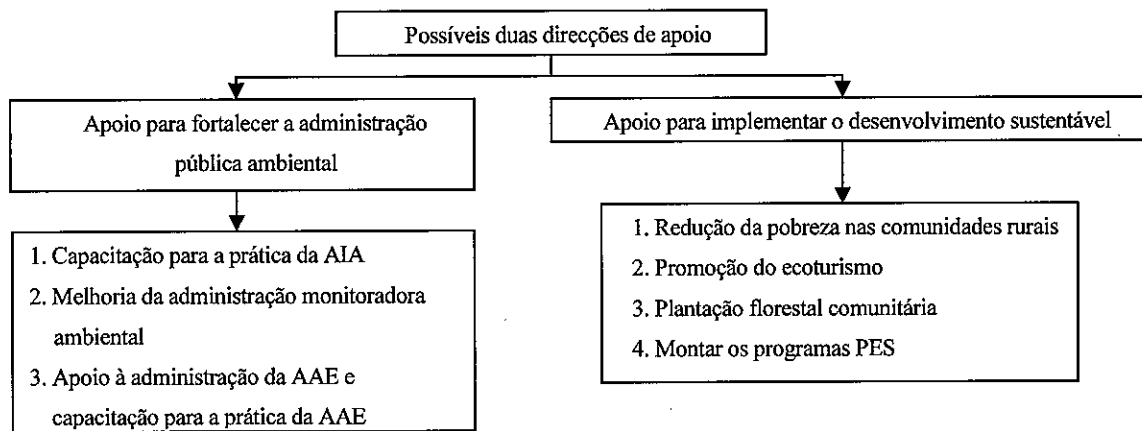 Possíveis duas direcções de apoio
Apoio para fortalecer a administração
pública ambiental
Apoio para implementar o desenvolvimento sustentável
1. Capacitação para a prática da AIA
2. Melhoria da administração monitoradora
ambiental
3. Apoio à administração da AAE e
capacitação para a prática da AAE
1. Redução da pobreza nas comunidades rurais
2. Promoção do ecoturismo
3. Plantação florestal comunitária
4. Montar os programas PES